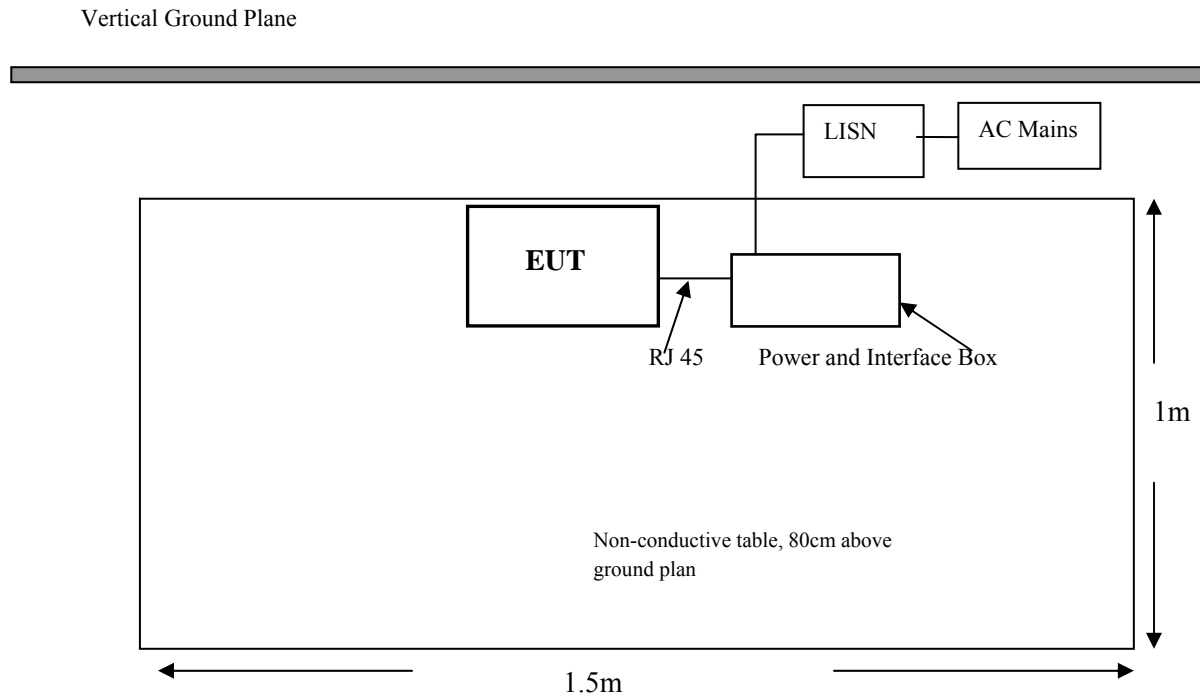 Vertical Ground Plane
LISN
AC Mains
EUT
RJ 45
Power and Interface Box
1m
Non-conductive table, 80cm above
ground plan
1.5m